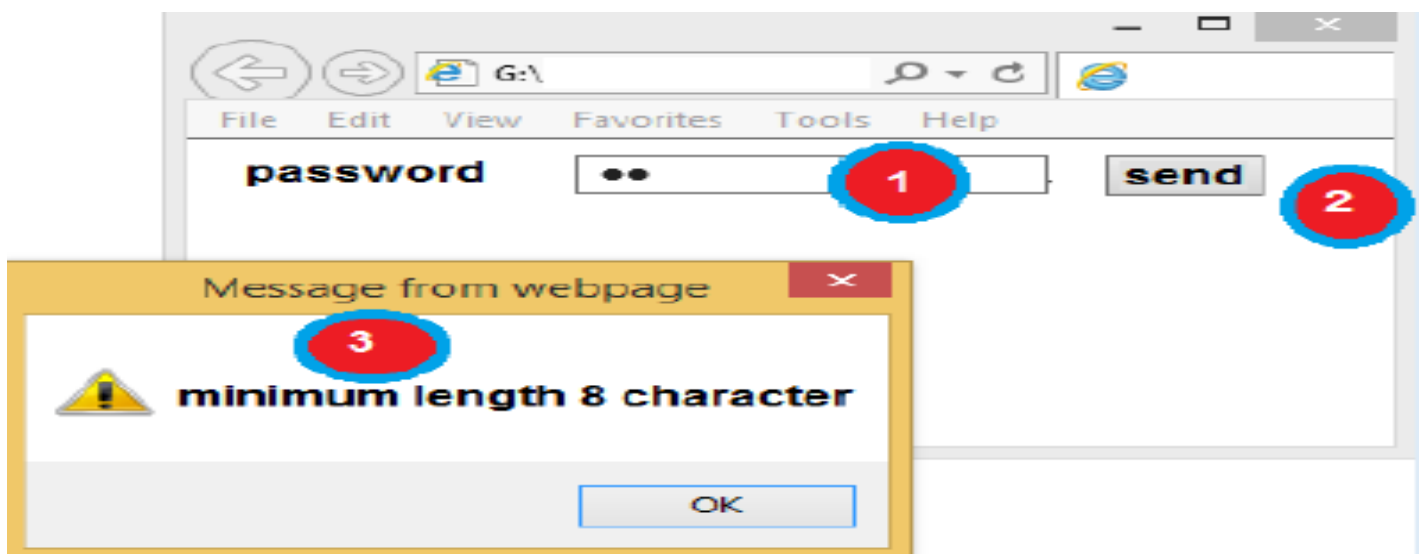 G:\
File Edit View Favorites Tools Help
password •• 1 send 2
Message from webpage ×
3
minimum length 8 character
OK